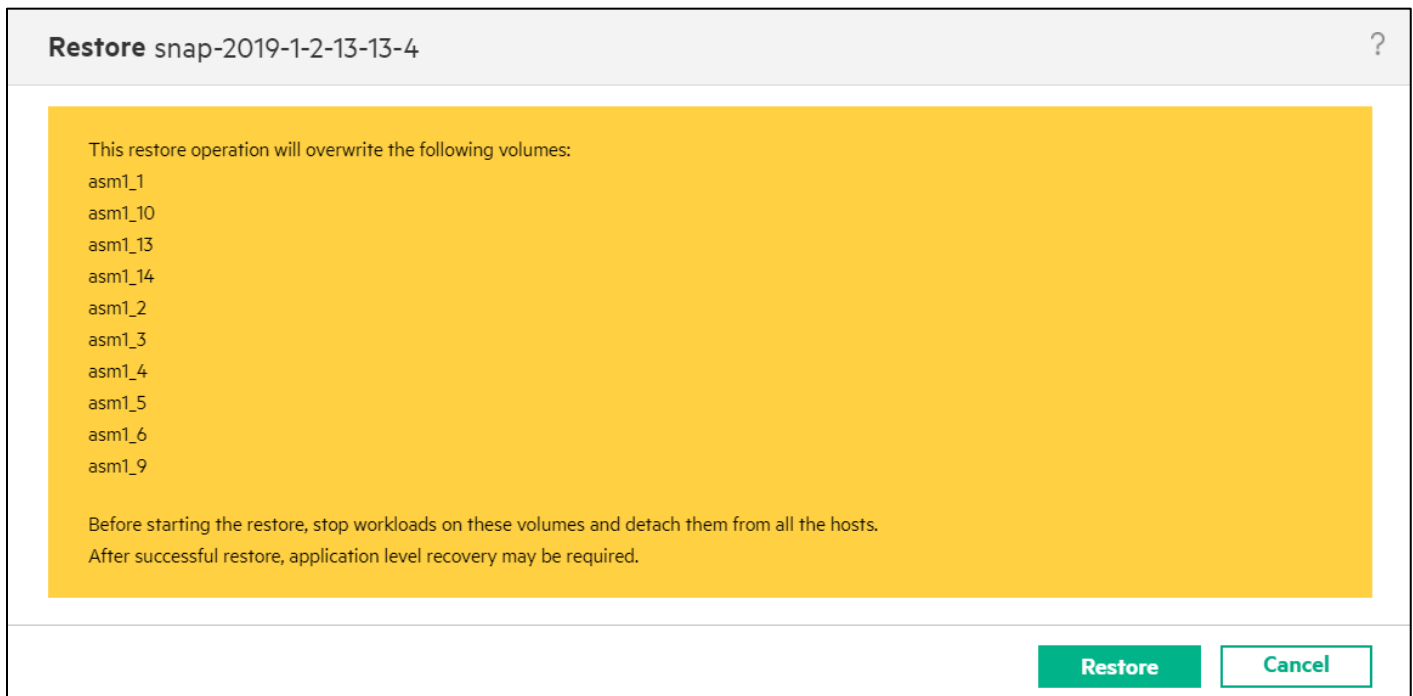 Restore snap-2019-1-2-13-13-4
?
This restore operation will overwrite the following volumes:
asm1_1
asm1_10
asm1_13
asm1_14
asm1_2
asm1_3
asm1_4
asm1_5
asm1_6
asm1_9
Before starting the restore, stop workloads on these volumes and detach them from all the hosts.
After successful restore, application level recovery may be required.
Restore
Cancel